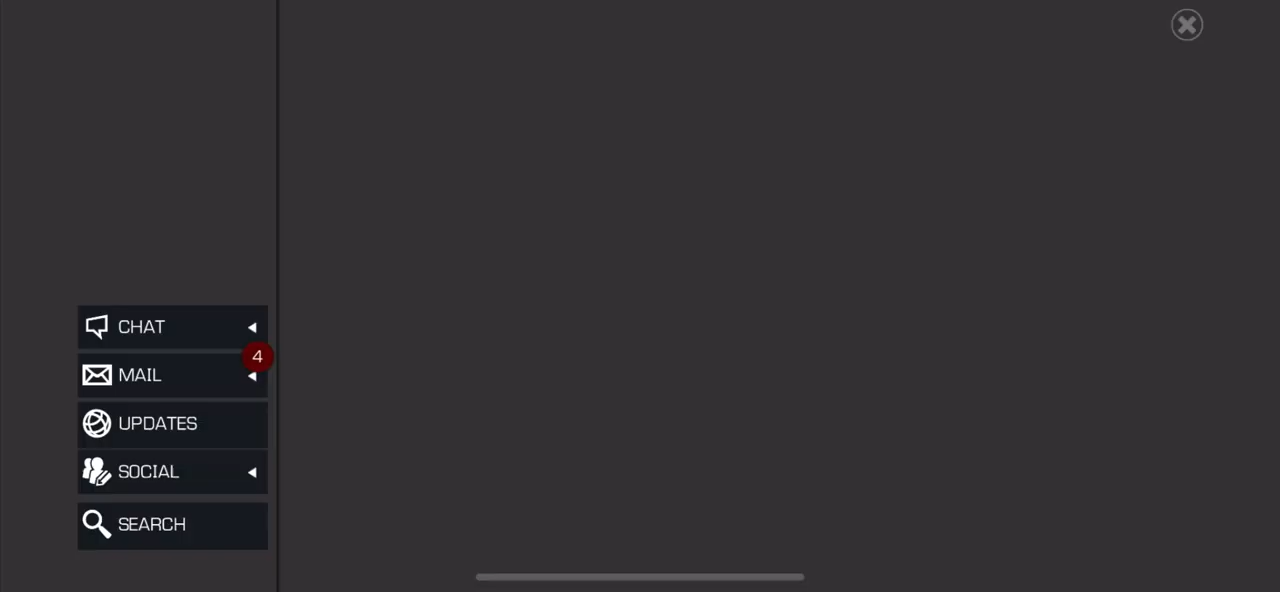 CHAT
4
MAIL
UPDATES
SOCIAL
SEARCH